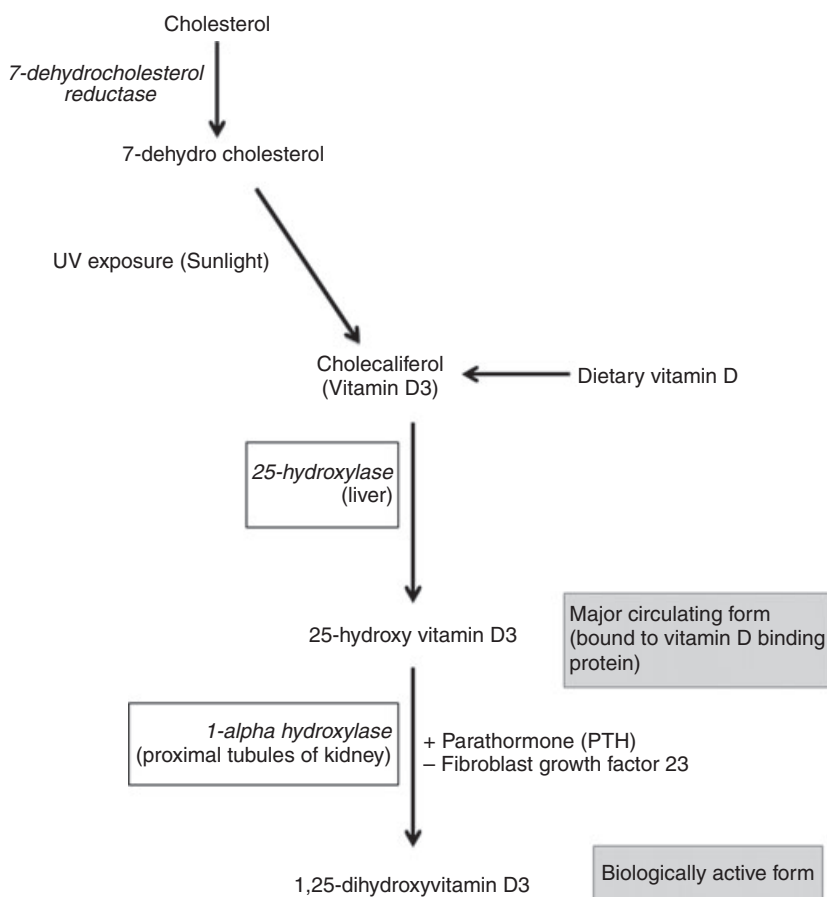 Cholesterol
7-dehydrocholesterol
reductase
7-dehydro cholesterol
UV exposure (Sunlight)
Cholecaliferol
(Vitamin D3)
Dietary vitamin D
25-hydroxylase
(liver)
25-hydroxy vitamin D3
Major circulating form
(bound to vitamin D binding
protein)
1-alpha hydroxylase
(proximal tubules of kidney)
+ Parathormone (PTH)
– Fibroblast growth factor 23
1,25-dihydroxyvitamin D3
Biologically active form